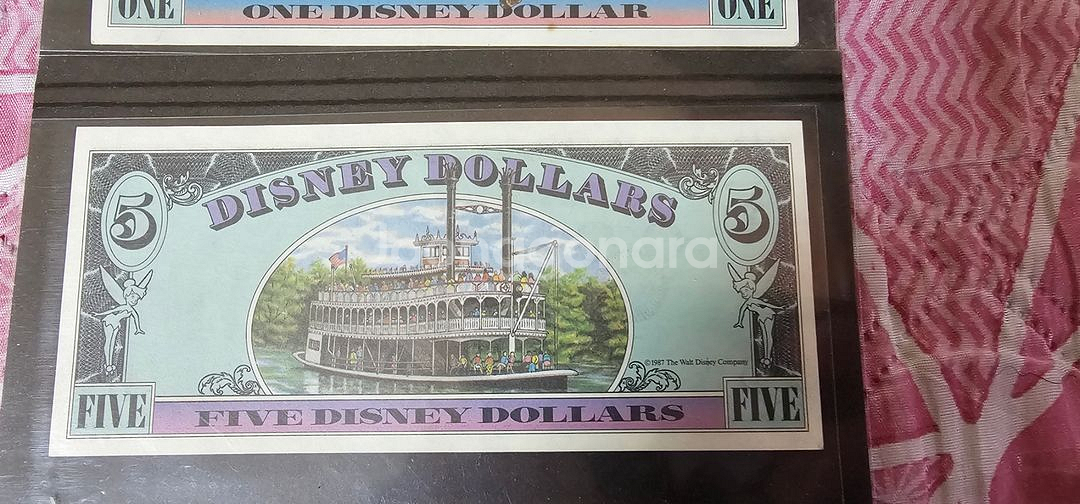 ONE ONE DISNEY DOLLAR ONE
DISNEY DOLLARS
5 5
©1987 The Walt Disney Company
FIVE FIVE DISNEY DOLLARS FIVE